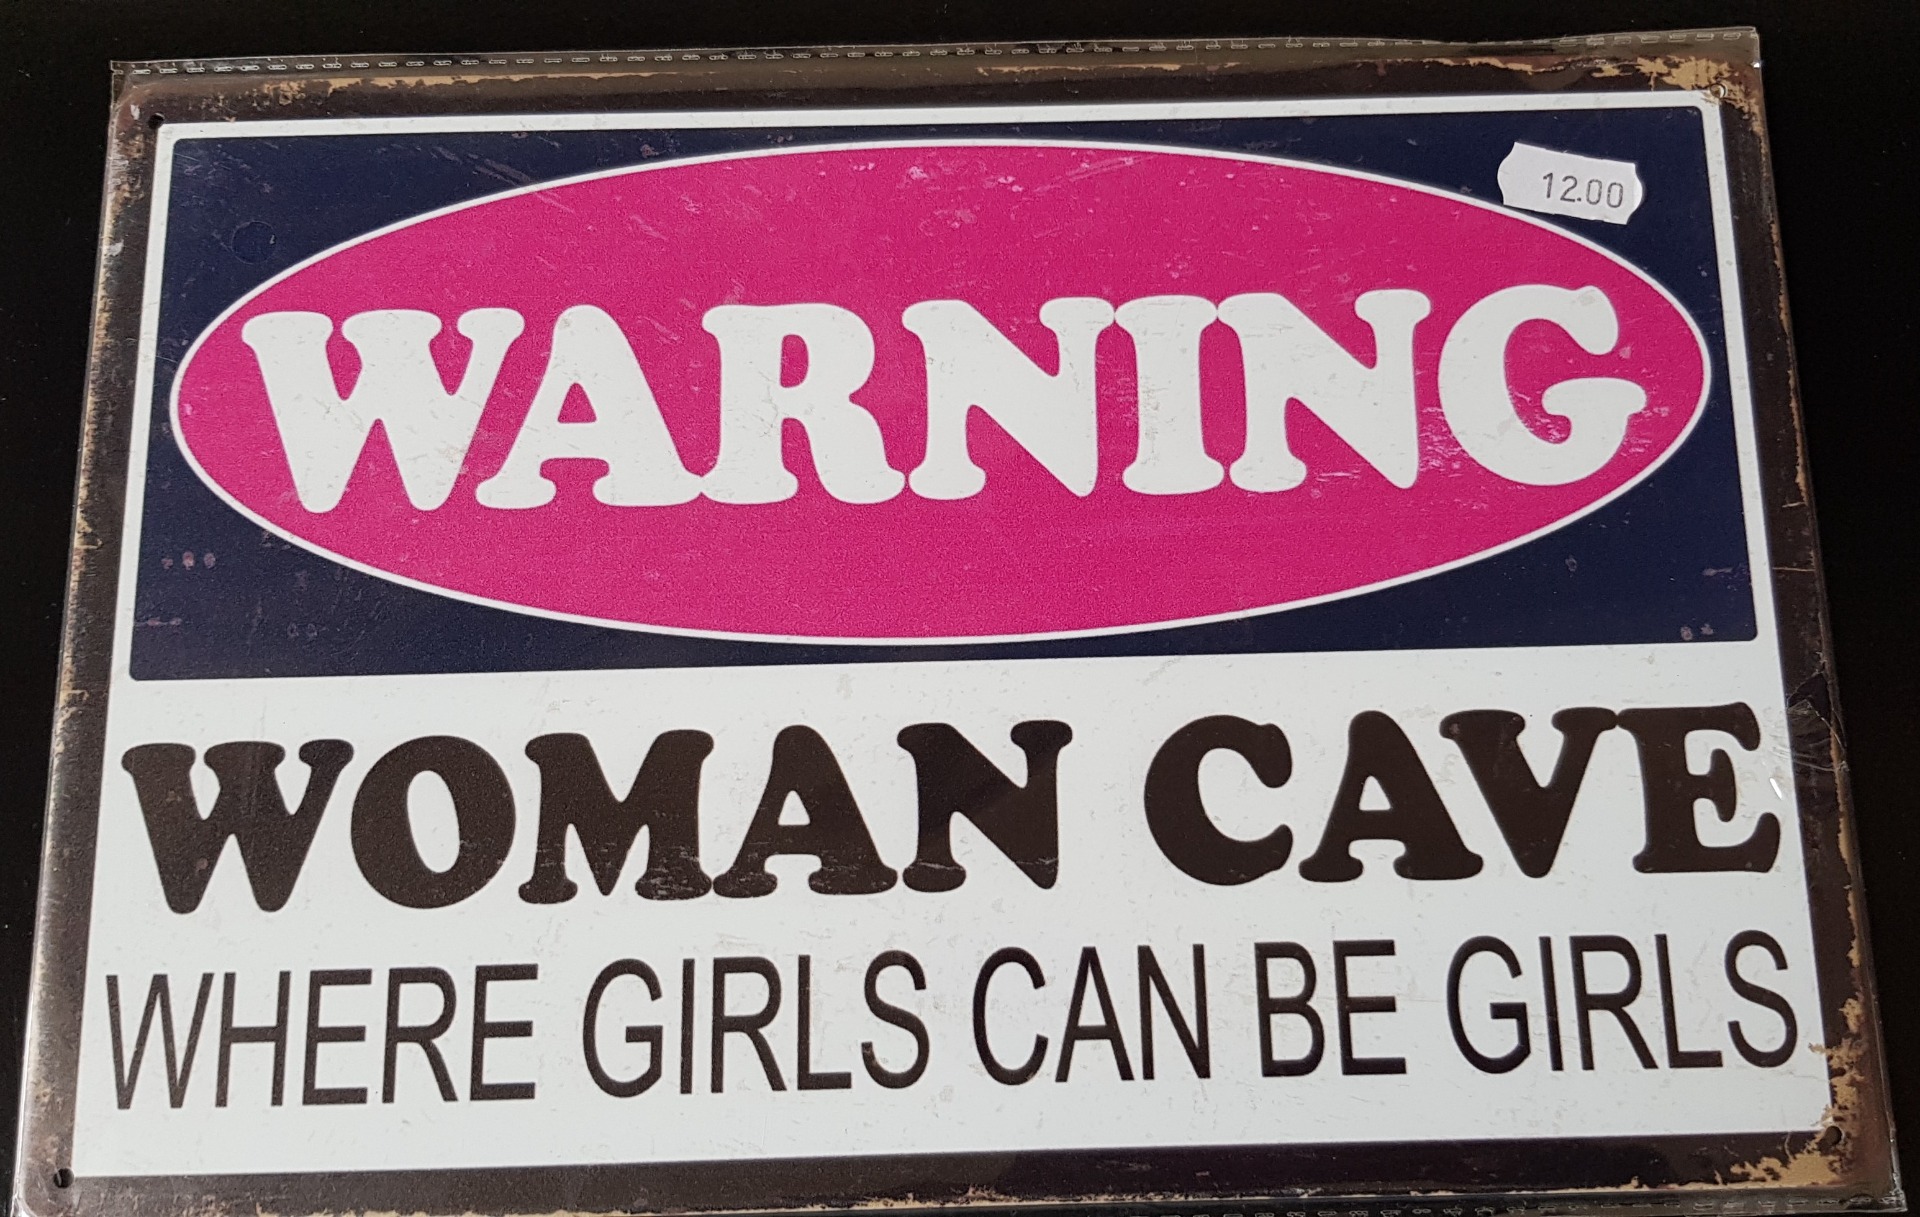 12.00
WARNING
WOMAN CAVE
WHERE GIRLS CAN BE GIRLS